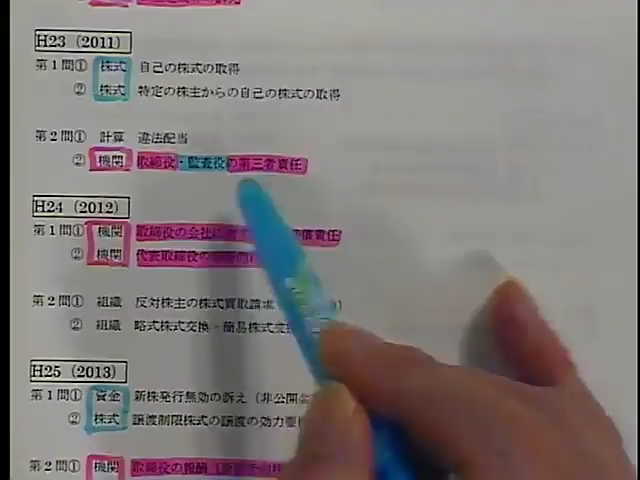 H23（2011）
第1問① 株式 自己の株式の取得
② 株式 特定の株主からの自己の株式の取得
第2問① 計算 違法配当
② 機関 取締役・監査役の第三者責任
H24（2012）
第1問① 機関 取締役の会社に 償責任
② 機関 代表取締役の
第2問① 組織 反対株主の株式買取請求
② 組織 略式株式交換・簡易株式交
H25（2013）
第1問① 資金 新株発行無効の訴え（非公開会
② 株式 譲渡制限株式の譲渡の効力要
第2問① 機関 取締役の報酬